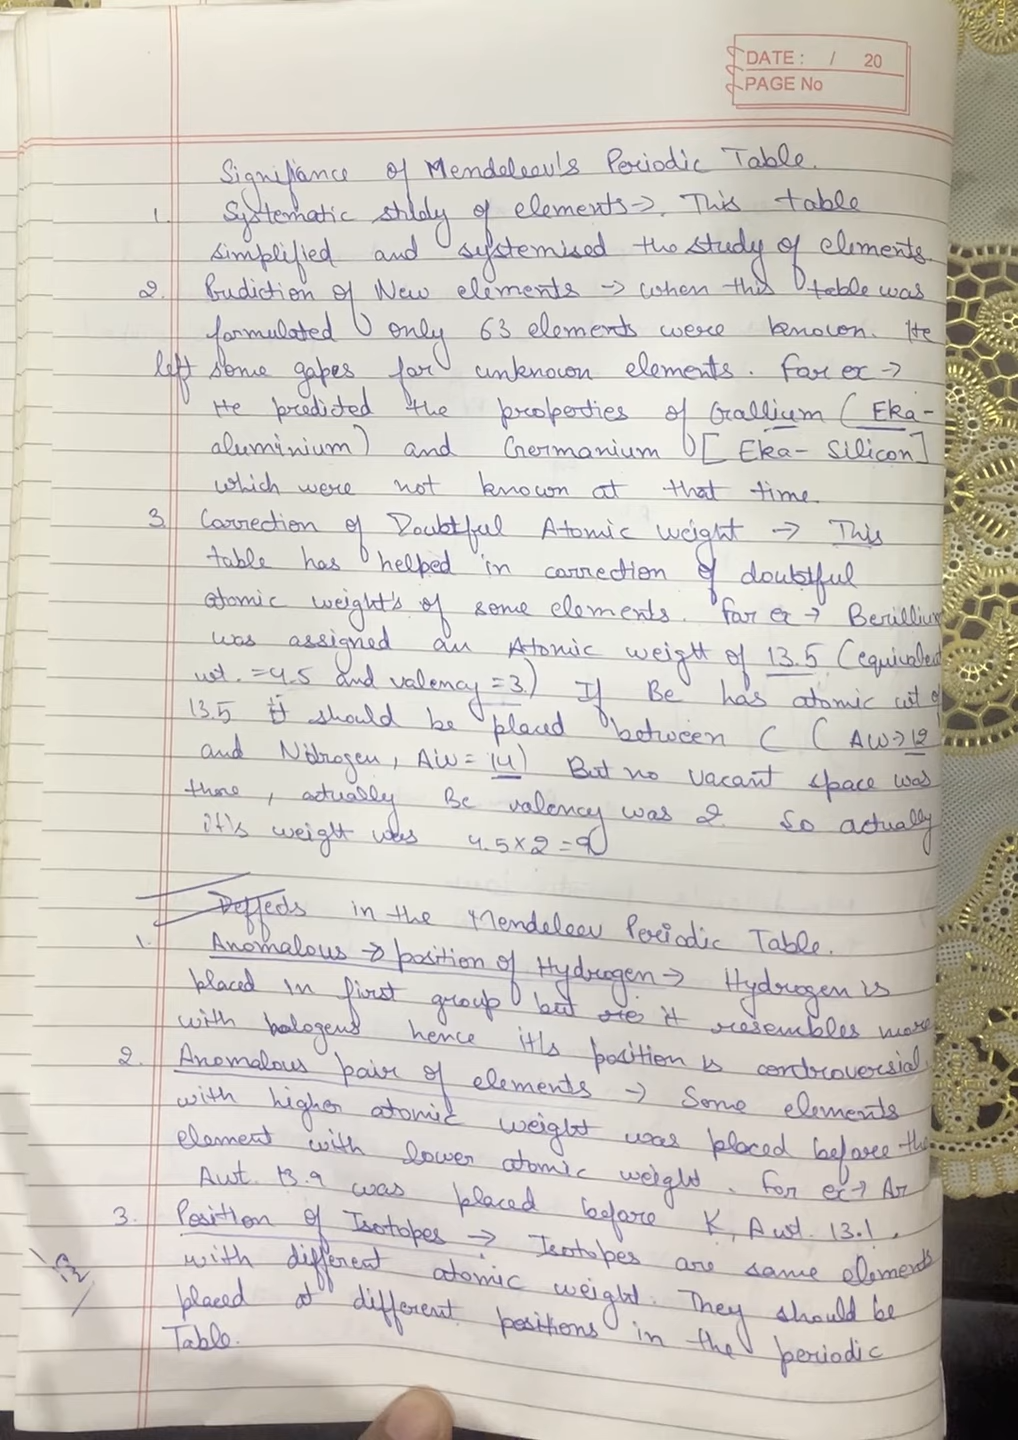 DATE : / 20
PAGE No
Signifiance of Mendeleev's Periodic Table.
1. Systematic study of elements→. This table
simplified and systemised the study of elements.
2. Prediction of New elements → when this table was
formulated only 63 elements were known. He
left some gapes for unknown elements. For ex →
He predicted the properties of Gallium (Eka-
aluminium) and Germanium [Eka- Silicon]
which were not known at that time.
3. Correction of Doubtful Atomic weight → This
table has helped in correction of doubtful
atomic weight's of some elements. For ex → Berillium
was assigned an Atomic weight of 13.5 (equivalent
wt. = 4.5 and valency = 3) If Be has atomic wt of
13.5 it should be placed between C (AW→12
and Nitrogen, AW = 14) But no vacant space was
there, actually Be valency was 2 So actually
it's weight was 4.5×2 = 9
Deffeds in the Mendeleev Periodic Table.
1. Anomalous → position of Hydrogen → Hydrogen is
placed in first group but it resembles more
with halogens hence it's position is controversial.
2. Anomalous pair of elements → Some elements
with higher atomic weight was placed before the
element with lower atomic weight. For ex → Ar
Awt. 13.9 was placed before K, Awt. 13.1.
3. Position of Isotopes → Isotopes are same elements
with different atomic weight. They should be
placed at different positions in the periodic
Table.